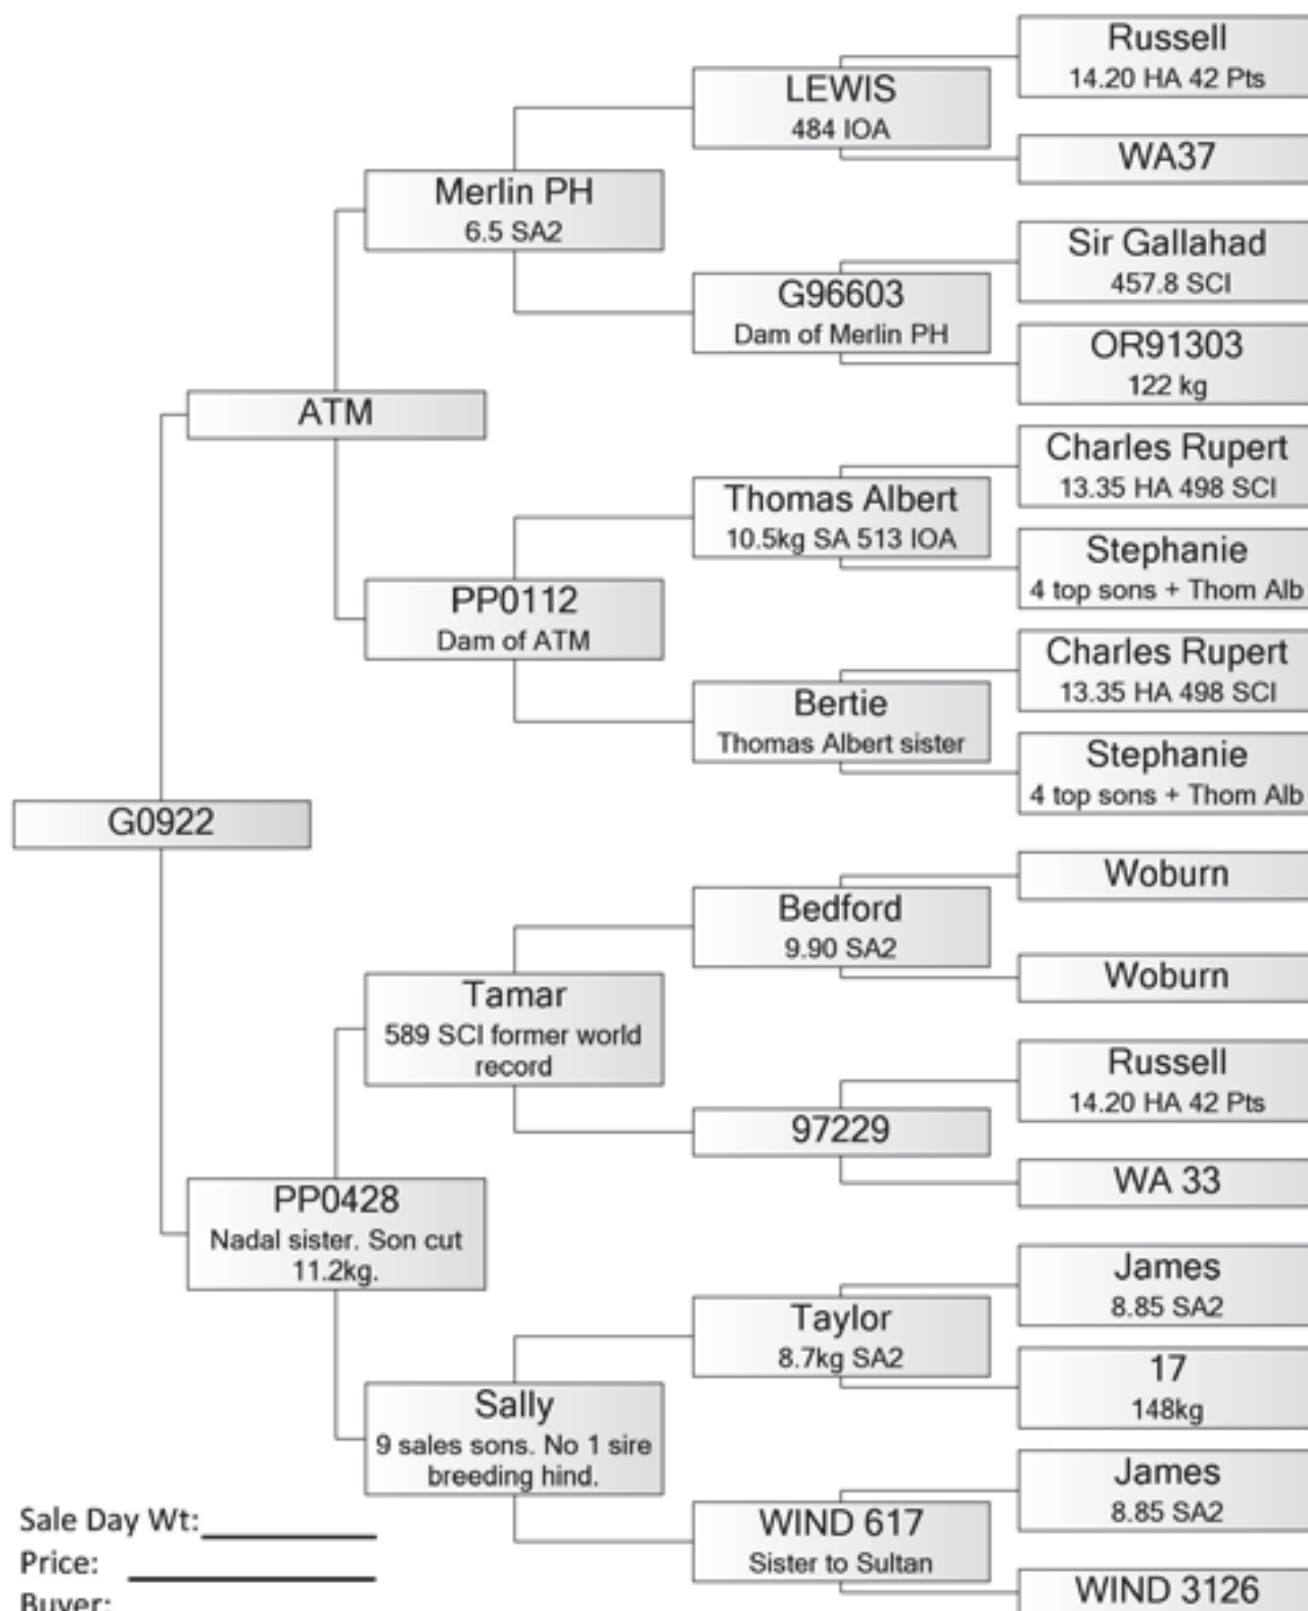 Russell
14.20 HA 42 Pts
LEWIS
484 IOA
WA37
Merlin PH
6.5 SA2
Sir Gallahad
457.8 SCI
G96603
Dam of Merlin PH
OR91303
122 kg
ATM
Charles Rupert
13.35 HA 498 SCI
Thomas Albert
10.5kg SA 513 IOA
Stephanie
4 top sons + Thom Alb
PP0112
Dam of ATM
Charles Rupert
13.35 HA 498 SCI
Bertie
Thomas Albert sister
Stephanie
4 top sons + Thom Alb
G0922
Woburn
Bedford
9.90 SA2
Woburn
Tamar
589 SCI former world
record
Russell
14.20 HA 42 Pts
97229
WA 33
PP0428
Nadal sister. Son cut
11.2kg.
James
8.85 SA2
Taylor
8.7kg SA2
17
148kg
Sally
9 sales sons. No 1 sire
breeding hind.
James
8.85 SA2
WIND 617
Sister to Sultan
WIND 3126
Sale Day Wt:
Price:
Buyer: